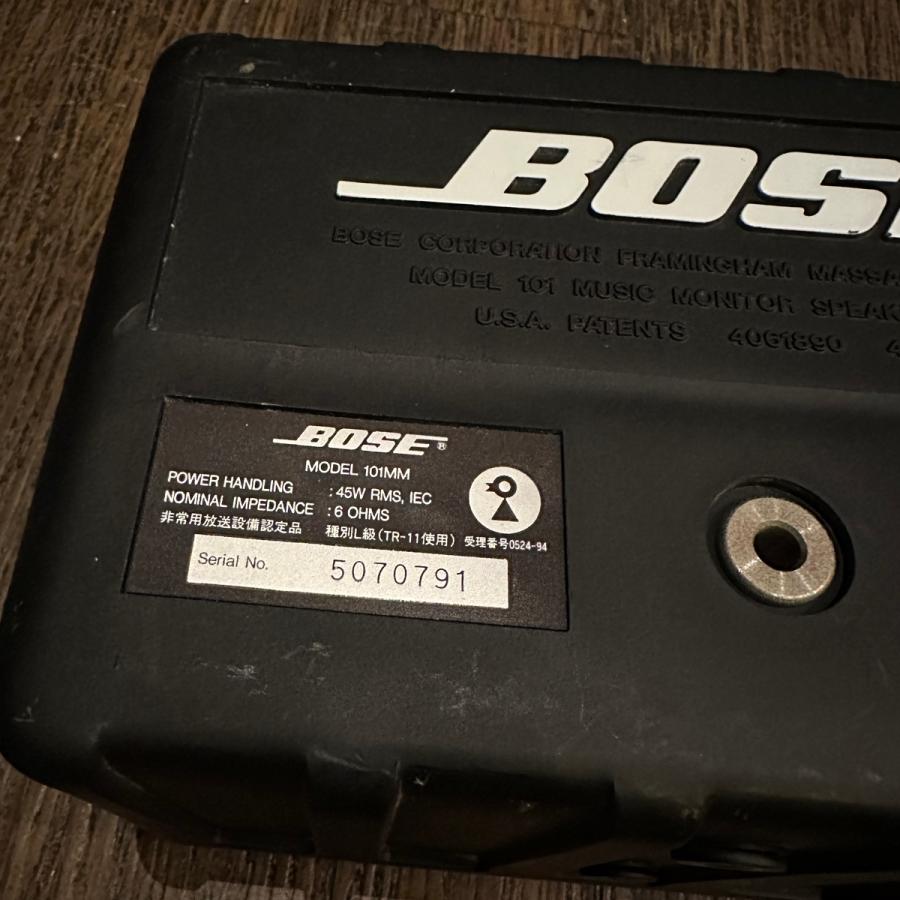 BOSE
BOSE CORPORATION FRAMINGHAM
MODEL 101 MUSIC MONITOR
U.S.A. PATENTS 4061890
BOSE®
MODEL 101MM
POWER HANDLING : 45W RMS, IEC
NOMINAL IMPEDANCE : 6 OHMS
非常用放送設備認定品 種別L級(TR-11使用) 受理番号0524-94
Serial No. 5070791